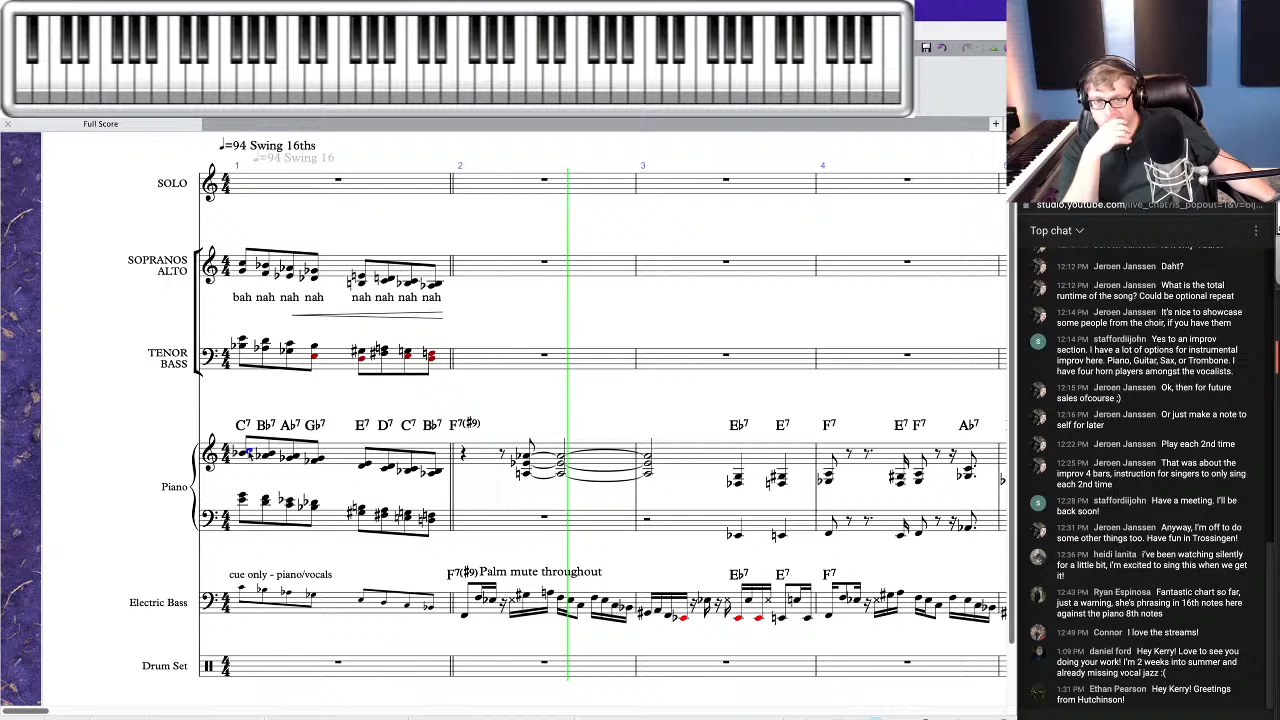 Full Score
+
♩=94 Swing 16ths
♩=94 Swing 16
1
2
3
4
SOLO
SOPRANOS
ALTO
bah nah nah nah nah nah nah nah
TENOR
BASS
C7 B♭7 A♭7 G♭7 E7 D7 C7 B♭7 F7(♯9) E♭7 E7 F7 E7 F7 A♭7
Piano
cue only - piano/vocals
F7(♯9) Palm mute throughout E♭7 E7 F7
Electric Bass
Drum Set
Top chat
12:12 PM Jeroen Janssen Daht?
12:12 PM Jeroen Janssen What is the total
runtime of the song? Could be optional
repeat
12:14 PM Jeroen Janssen It's nice to showcase
some people from the choir, if you have
them
S 12:14 PM staffordiijohn Yes to an improv
section. I have a lot of options for instrumental
improv here. Piano, Guitar, Sax, or Trombone. I
have four horn players amongst the vocalists.
12:15 PM Jeroen Janssen Ok, then for future
sales ofcourse ;)
12:16 PM Jeroen Janssen Or just make a note to
self for later
12:22 PM Jeroen Janssen Play each 2nd time
12:25 PM Jeroen Janssen That was about the
improv 4 bars, instruction for singers to only sing
each 2nd time
S 12:28 PM staffordiijohn Have a meeting. I'll be
back soon!
12:31 PM Jeroen Janssen Anyway, I'm off to do
some other things too. Have fun in Trossingen!
12:36 PM heidi lanita i've been watching silently
for a little bit, i'm excited to sing this when we get
it!
12:43 PM Ryan Espinosa Fantastic chart so far,
just a warning, she's phrasing in 16th notes here
against the piano 8th notes
12:49 PM Connor I love the streams!
1:09 PM daniel ford Hey Kerry! Love to see you
doing your work! I'm 2 weeks into summer and
already missing vocal jazz :(
1:31 PM Ethan Pearson Hey Kerry! Greetings
from Hutchinson!